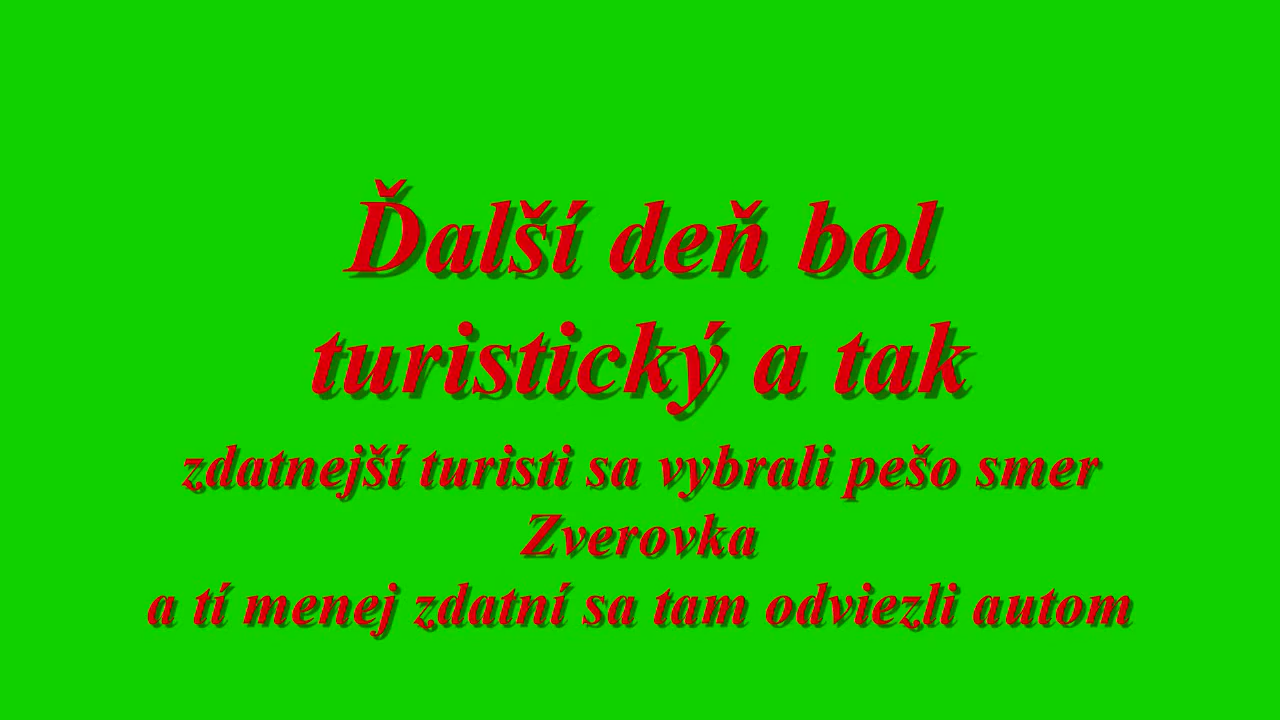 Ďalší deň bol
turistický a tak
zdatnejší turisti sa vybrali pešo smer
Zverovka
a tí menej zdatní sa tam odviezli autom